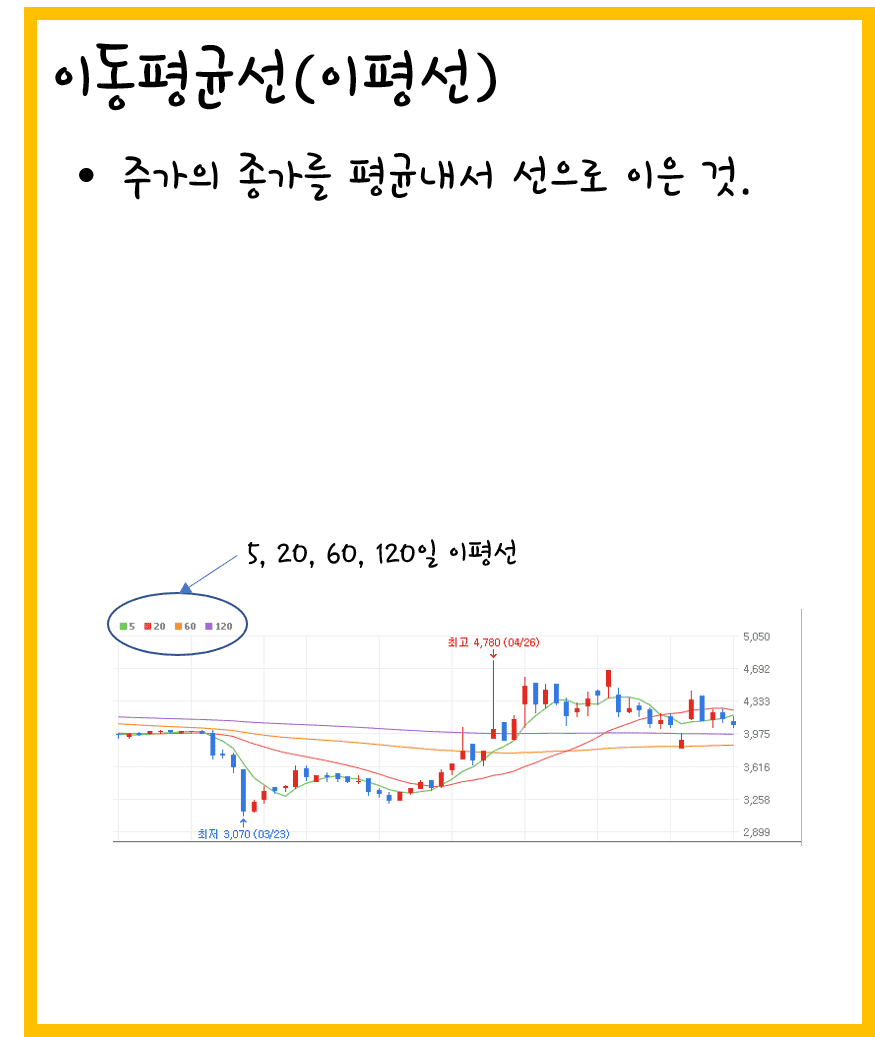 이동평균선(이평선)
• 주가의 종가를 평균내서 선으로 이은 것.
5, 20, 60, 120일 이평선
5 20 60 120
최고 4,780 (04/26)
5,050
4,692
4,333
3,975
3,616
3,258
2,899
최저 3,070 (03/23)